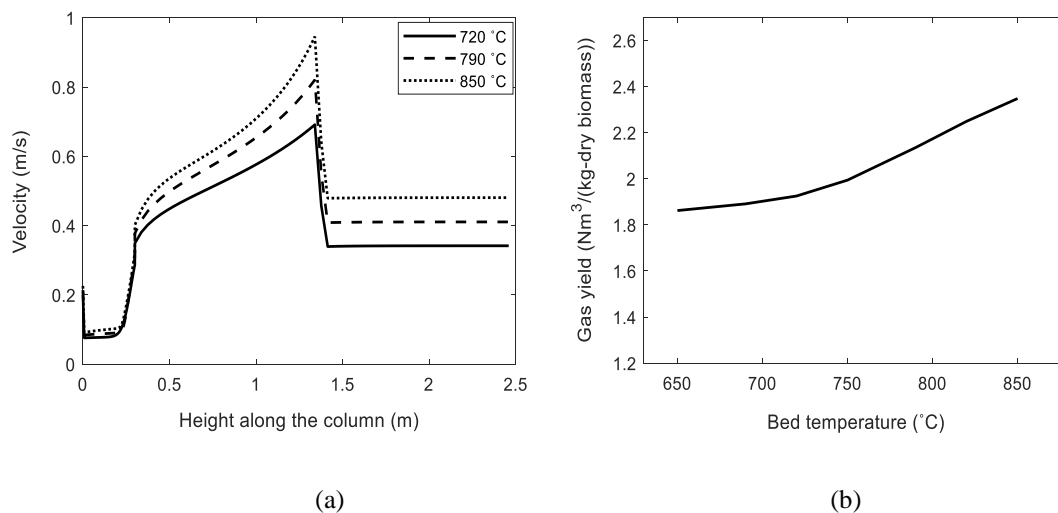 1
0.8
0.6
0.4
0.2
0
Velocity (m/s)
0 0.5 1 1.5 2 2.5
Height along the column (m)
720 ˚C
790 ˚C
850 ˚C
(a)
2.6
2.4
2.2
2
1.8
1.6
1.4
1.2
Gas yield (Nm³/(kg-dry biomass))
650 700 750 800 850
Bed temperature (˚C)
(b)